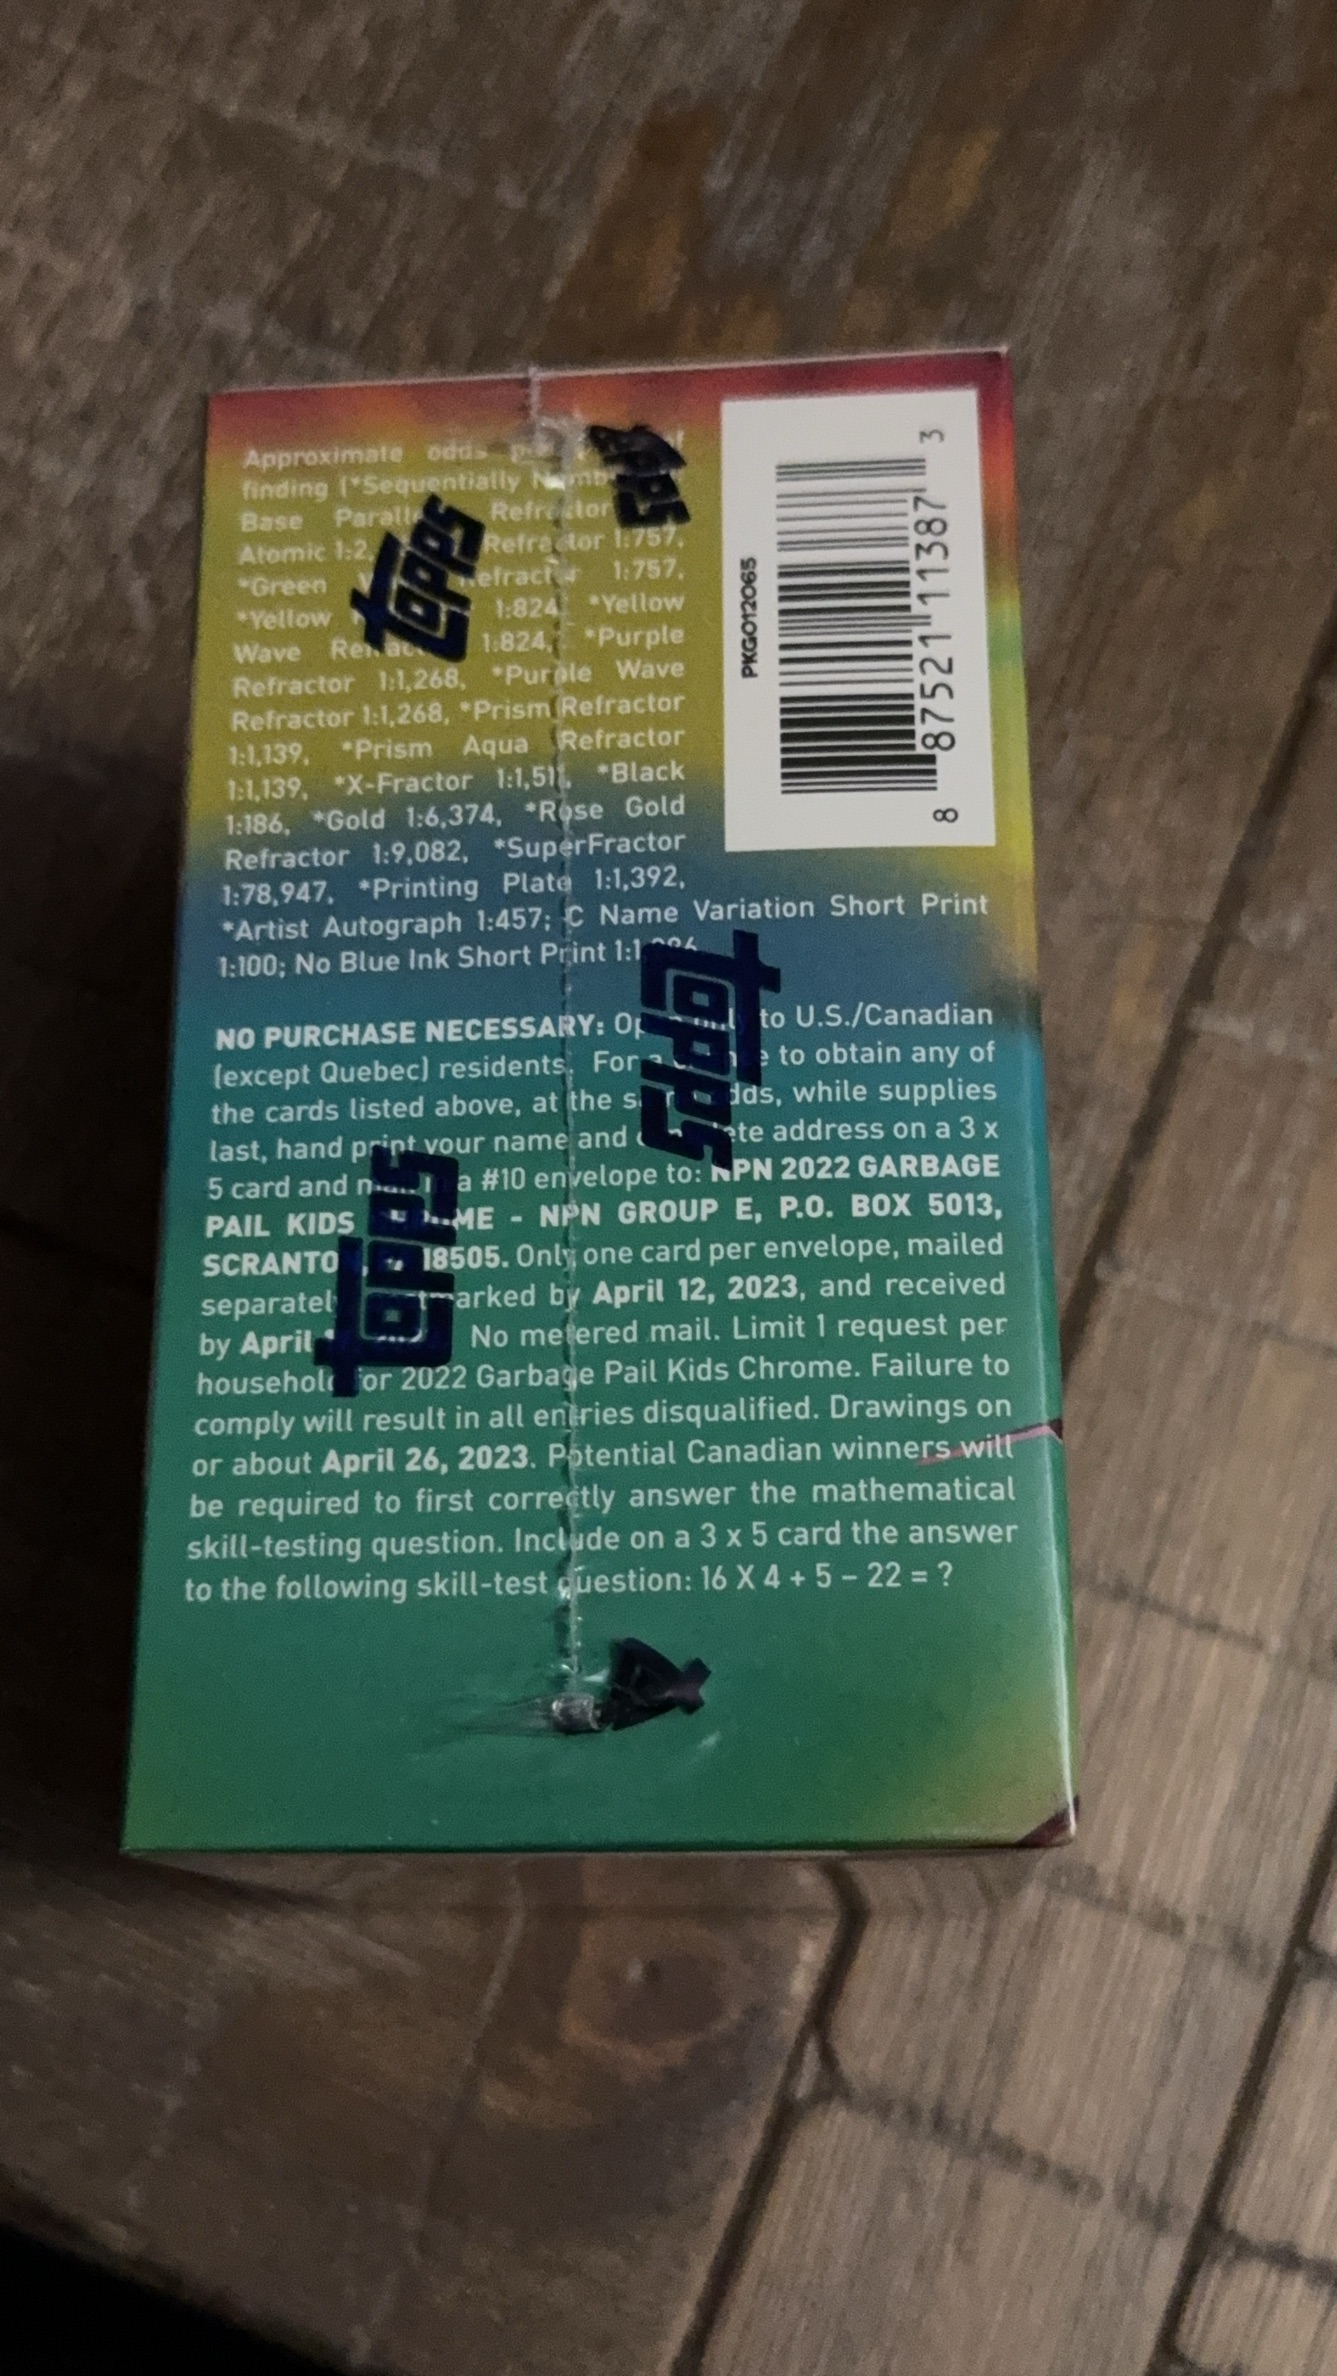 Approximate odds
finding (*Sequentially
Base Refractor
Atomic Refractor 1:757,
*Green Refractor 1:757,
*Yellow 1:824, *Yellow
Wave 1:824, *Purple
Refractor 1:1,268, *Purple Wave
Refractor 1:1,268, *Prism Refractor
1:1,139, *Prism Aqua Refractor
1:1,139, *X-Fractor 1:1,511, *Black
1:186, *Gold 1:6,374, *Rose Gold
Refractor 1:9,082, *SuperFractor
1:78,947, *Printing Plate 1:1,392,
*Artist Autograph 1:457; C Name Variation Short Print
1:100; No Blue Ink Short Print
PKGO12065
8 87521 11387 3
NO PURCHASE NECESSARY: to U.S./Canadian
(except Quebec) residents. For to obtain any of
the cards listed above, at the while supplies
last, hand print your name and address on a 3 x
5 card and a #10 envelope to: NPN 2022 GARBAGE
PAIL KIDS - NPN GROUP E, P.O. BOX 5013,
18505. Only one card per envelope, mailed
by April 12, 2023, and received
by April No metered mail. Limit 1 request per
household for 2022 Garbage Pail Kids Chrome. Failure to
comply will result in all entries disqualified. Drawings on
or about April 26, 2023. Potential Canadian winners will
be required to first correctly answer the mathematical
skill-testing question. Include on a 3 x 5 card the answer
to the following skill-test question: 16 X 4 + 5 – 22 = ?
topps
topps
topps